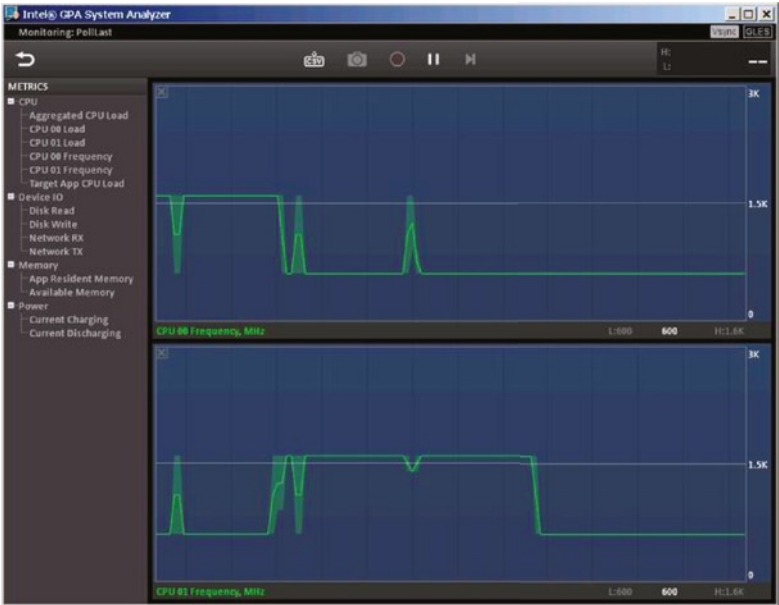 Intel® GPA System Analyzer
Monitoring: PollLast
Vsync GLES
CSV
H:
L:
--
METRICS
CPU
Aggregated CPU Load
CPU 00 Load
CPU 01 Load
CPU 00 Frequency
CPU 01 Frequency
Target App CPU Load
Device IO
Disk Read
Disk Write
Network RX
Network TX
Memory
App Resident Memory
Available Memory
Power
Current Charging
Current Discharging
3K
1.5K
0
CPU 00 Frequency, MHz L:600 600 H:1.6K
3K
1.5K
0
CPU 01 Frequency, MHz L:600 600 H:1.6K